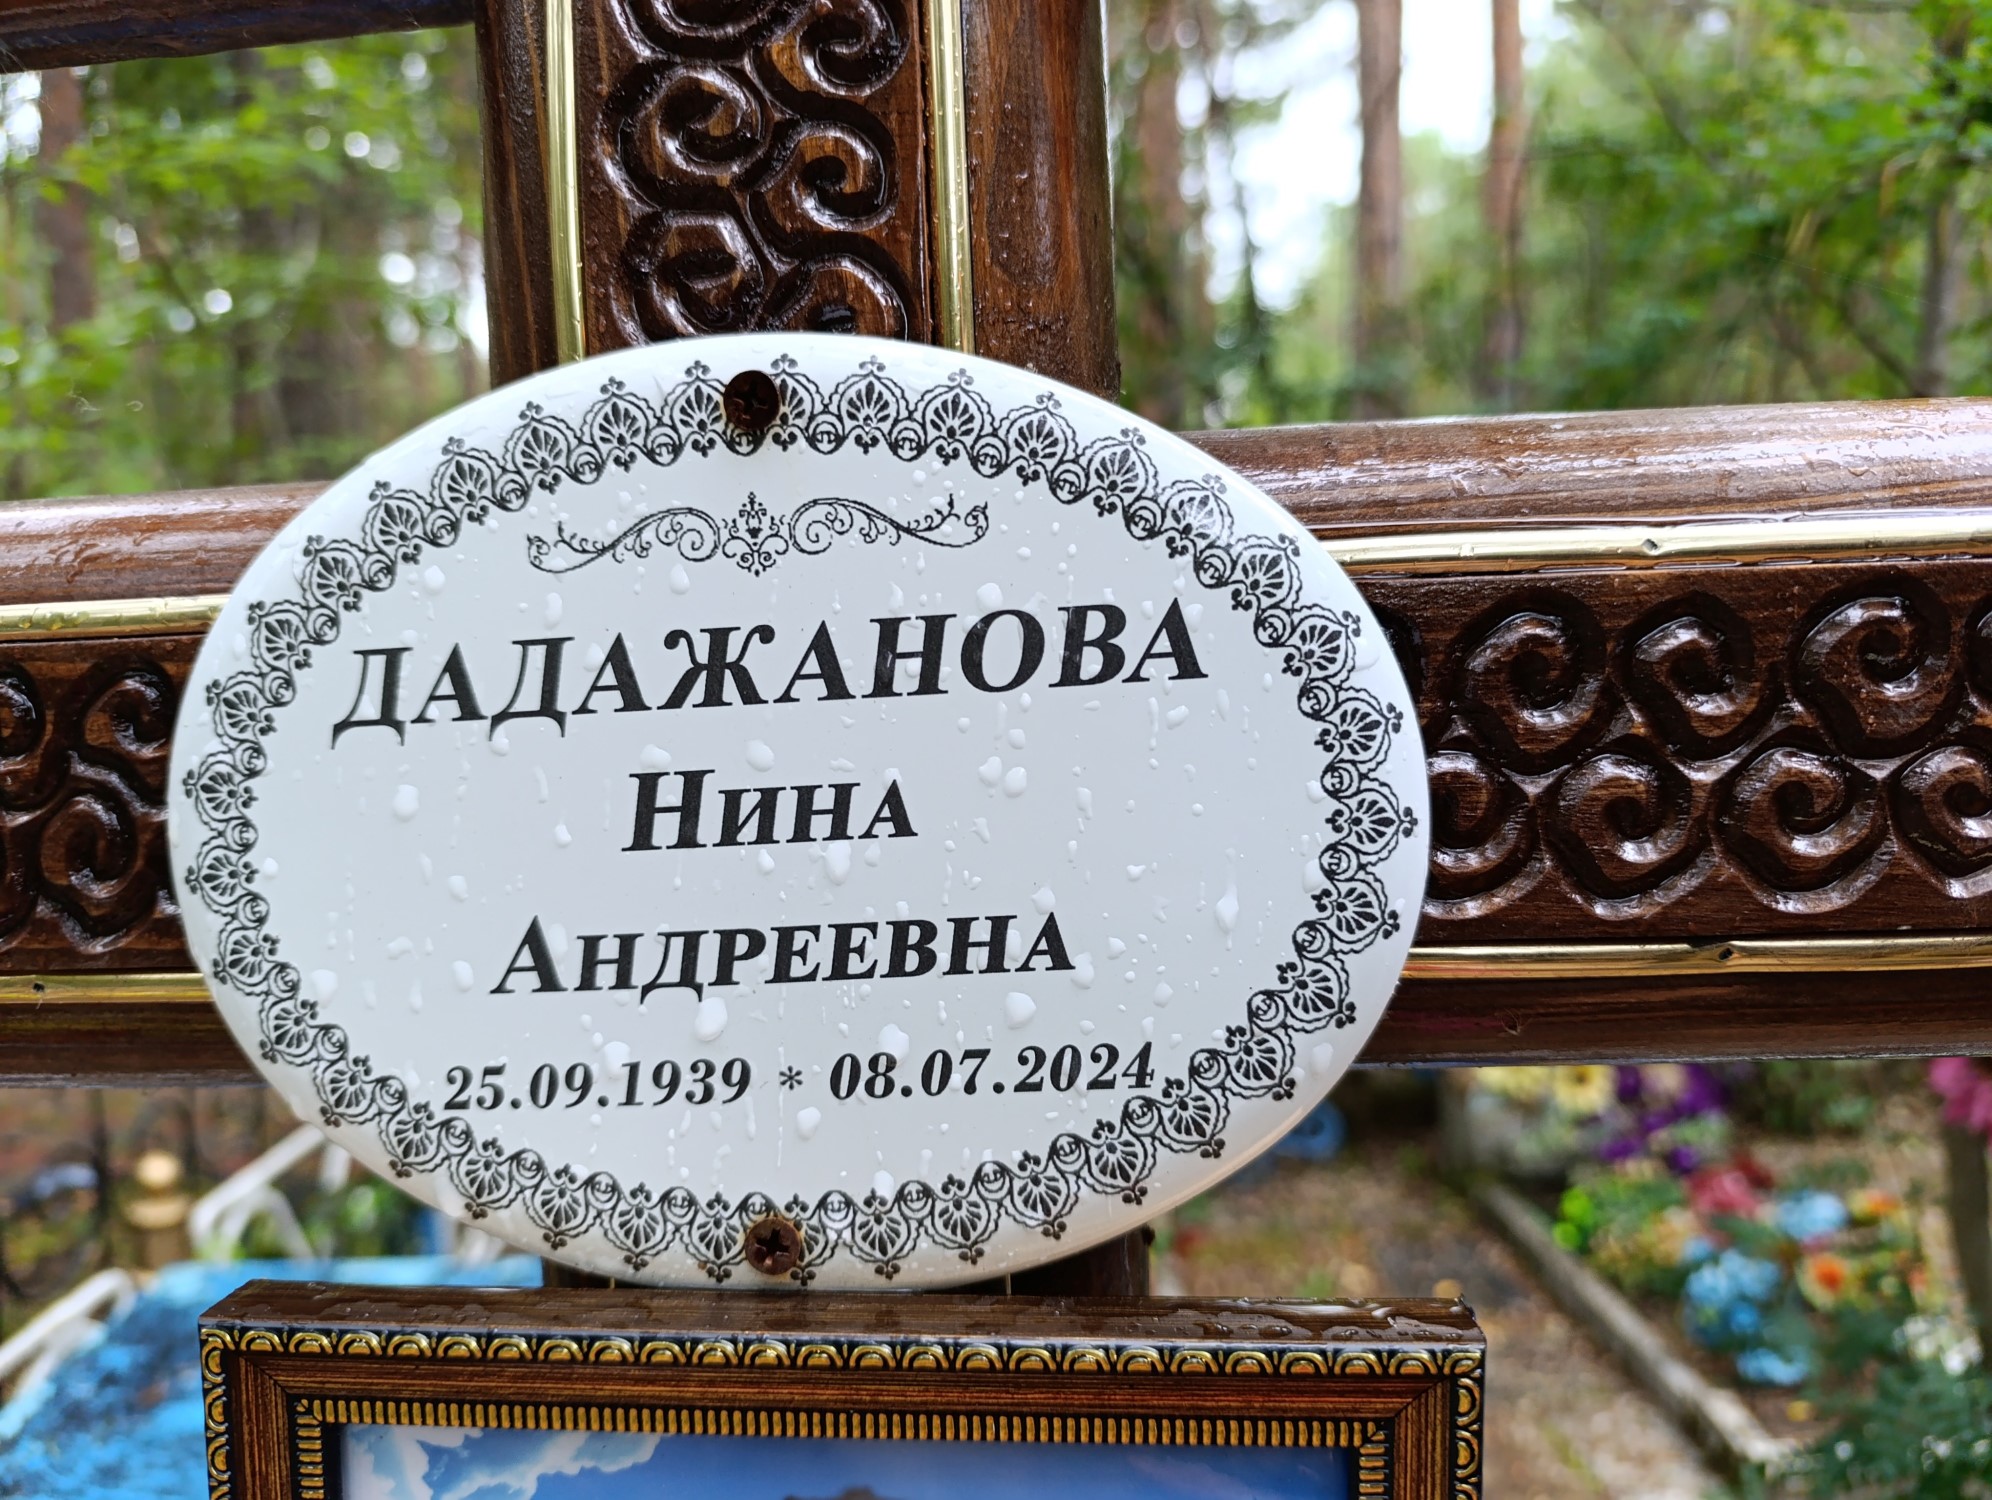 ДАДАЖАНОВА
Нина
Андреевна
25.09.1939 * 08.07.2024